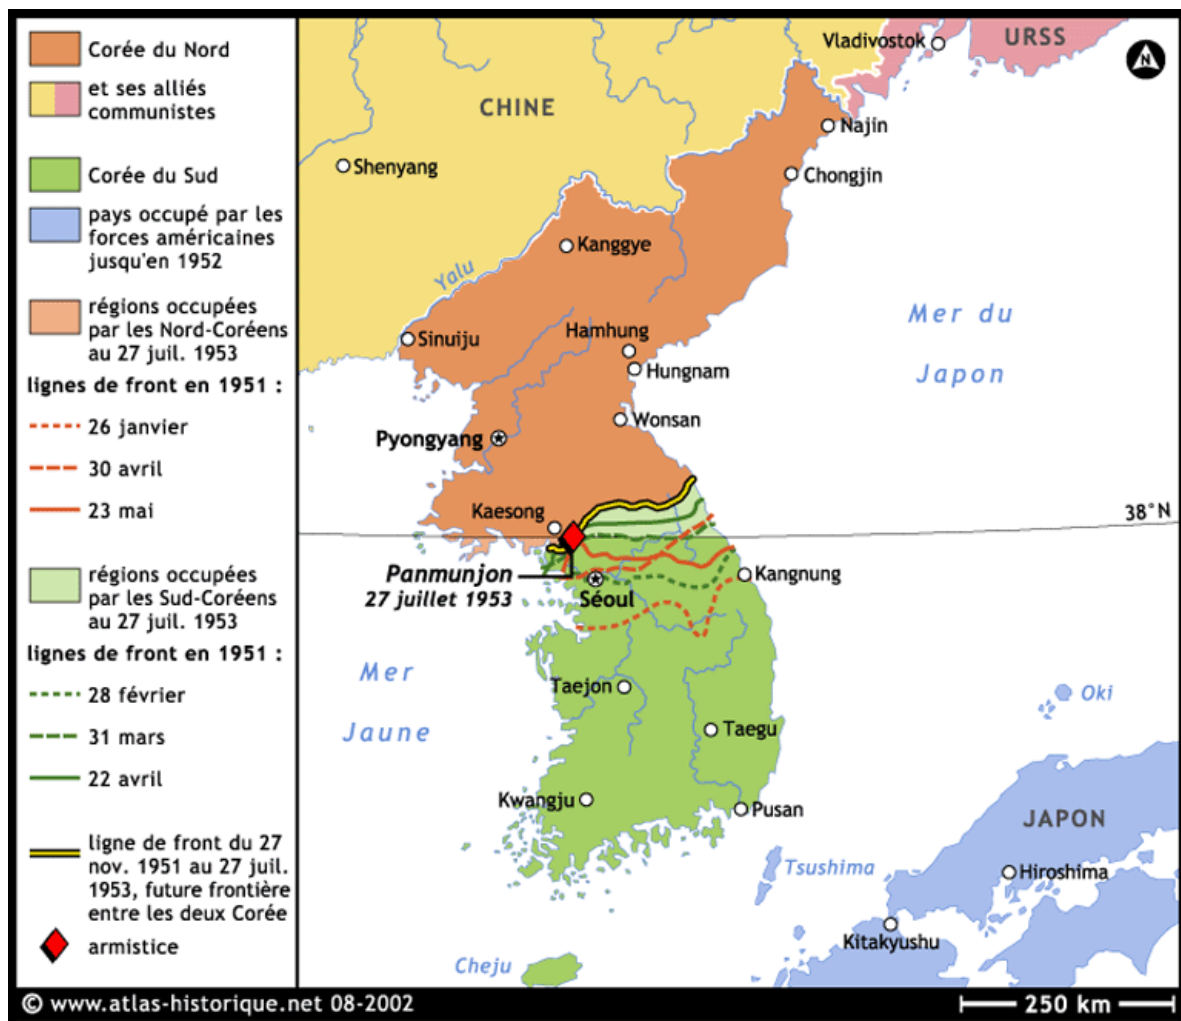 Corée du Nord
et ses alliés
communistes
Corée du Sud
pays occupé par les
forces américaines
jusqu'en 1952
régions occupées
par les Nord-Coréens
au 27 juil. 1953
lignes de front en 1951 :
26 janvier
30 avril
23 mai
régions occupées
par les Sud-Coréens
au 27 juil. 1953
lignes de front en 1951 :
28 février
31 mars
22 avril
ligne de front du 27
nov. 1951 au 27 juil.
1953, future frontière
entre les deux Corée
armistice
URSS
Vladivostok
N
CHINE
Najin
Shenyang
Chongjin
Kanggye
Yalu
Mer du
Japon
Hamhung
Sinuiju
Hungnam
Wonsan
Pyongyang
Kaesong
38°N
Panmunjon
27 juillet 1953
Kangnung
Séoul
Mer
Jaune
Taejon
Oki
Taegu
Kwangju
Pusan
JAPON
Tsushima
Hiroshima
Kitakyushu
Cheju
© www.atlas-historique.net 08-2002
250 km